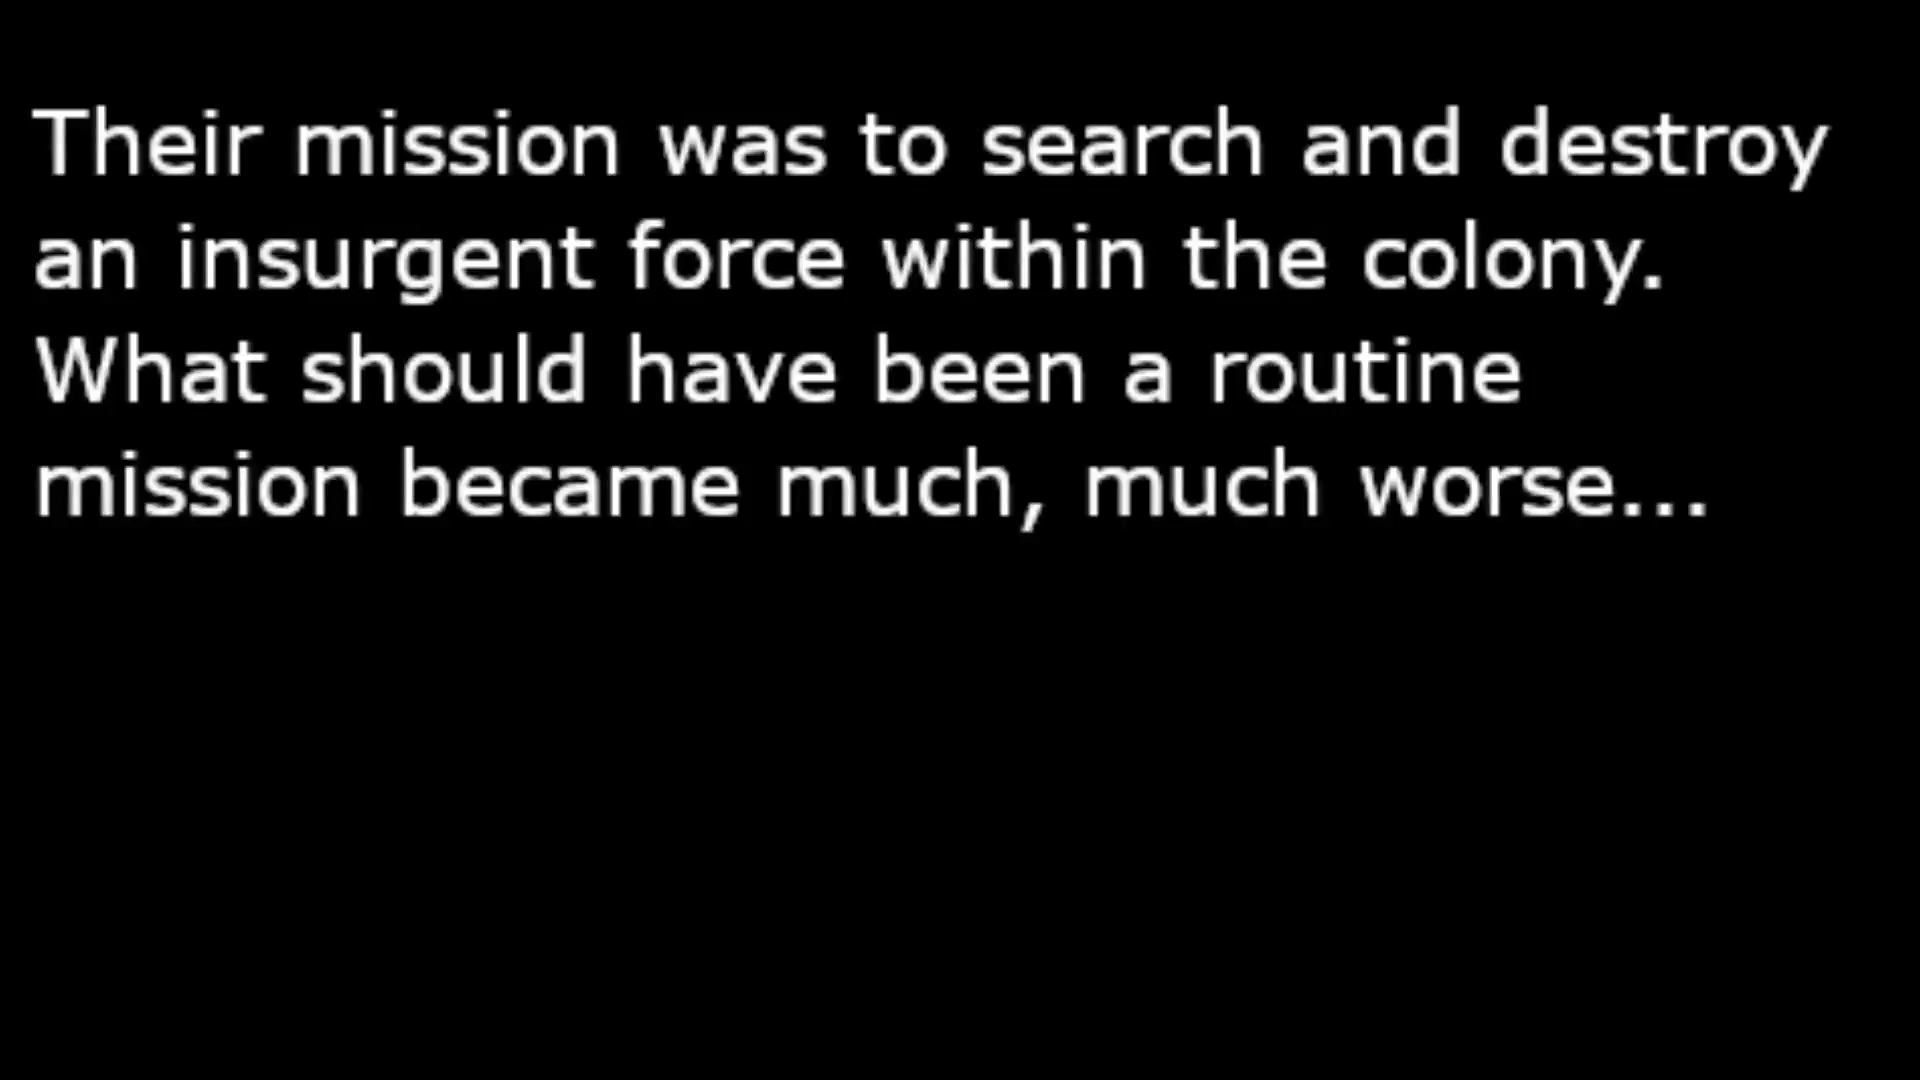 Their mission was to search and destroy
an insurgent force within the colony.
What should have been a routine
mission became much, much worse...